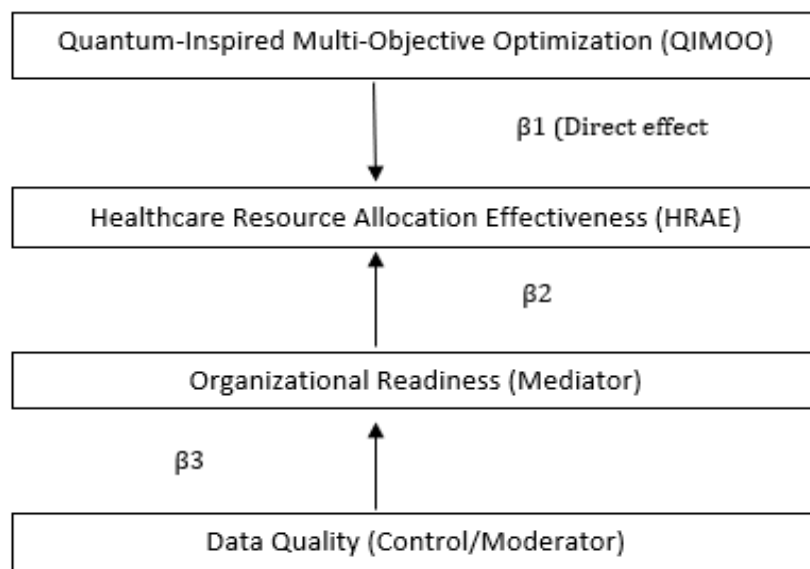 Quantum-Inspired Multi-Objective Optimization (QIMOO)
β1 (Direct effect
Healthcare Resource Allocation Effectiveness (HRAE)
β2
Organizational Readiness (Mediator)
β3
Data Quality (Control/Moderator)